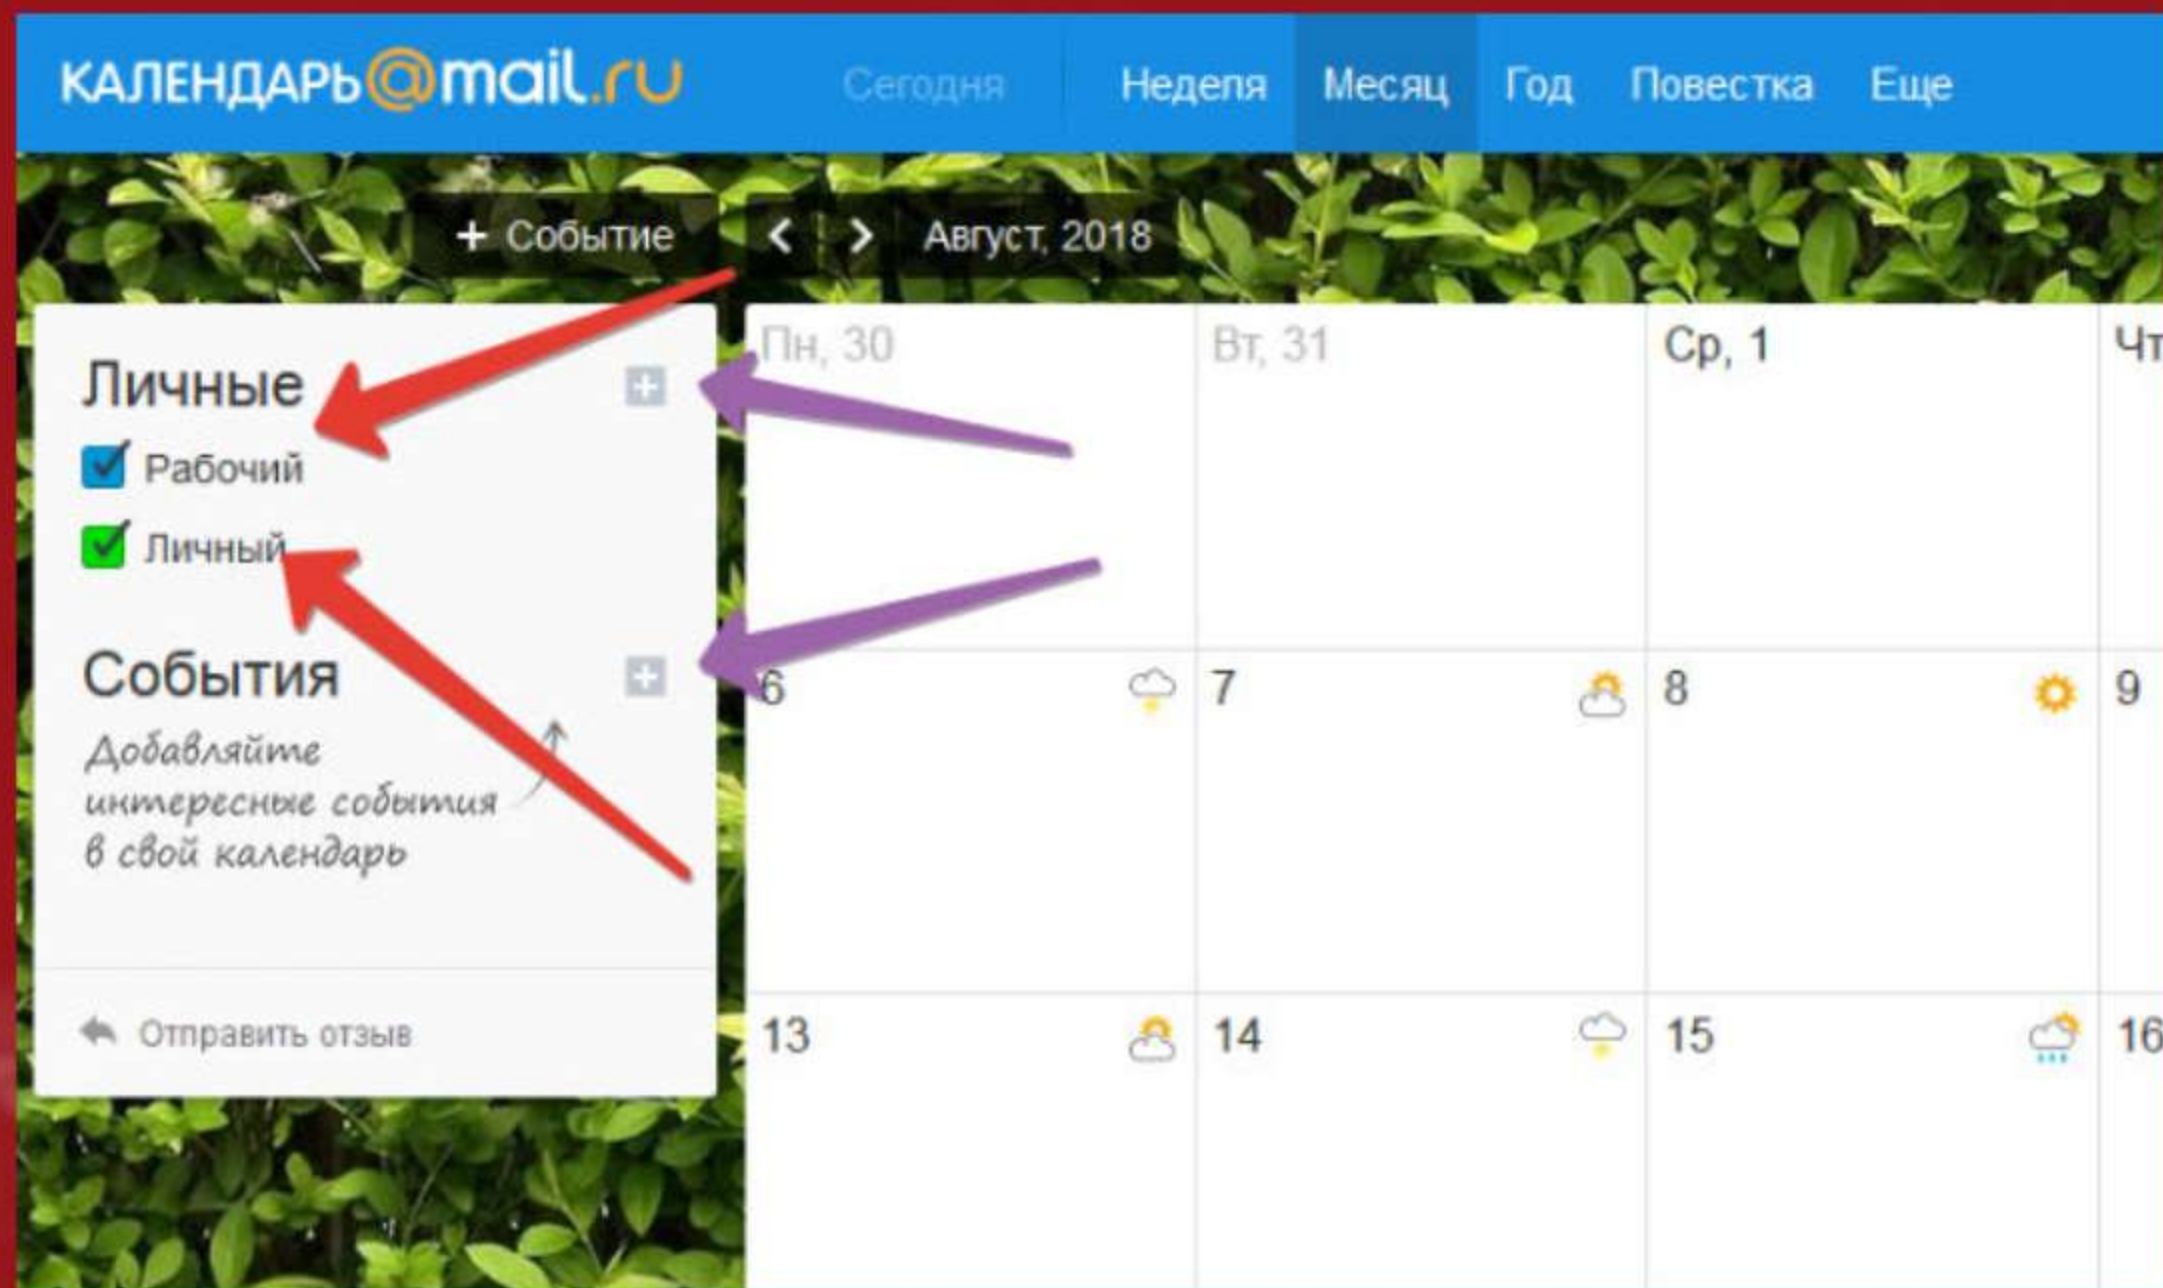 КАЛЕНДАРЬ@mail.ru Сегодня Неделя Месяц Год Повестка Еще
+ Событие < > Август, 2018
Личные +
Рабочий
Личный
События +
Добавляйте
интересные события
в свой календарь
Отправить отзыв
Пн, 30 Вт, 31 Ср, 1 Чт
6 7 8 9
13 14 15 16